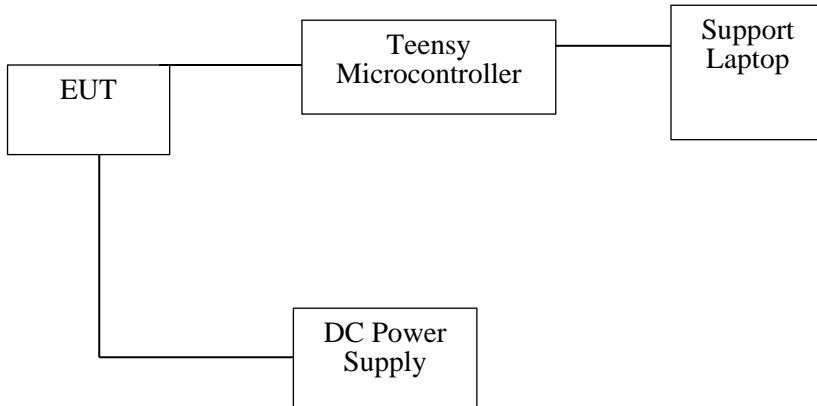 EUT
Teensy
Microcontroller
Support
Laptop
DC Power
Supply